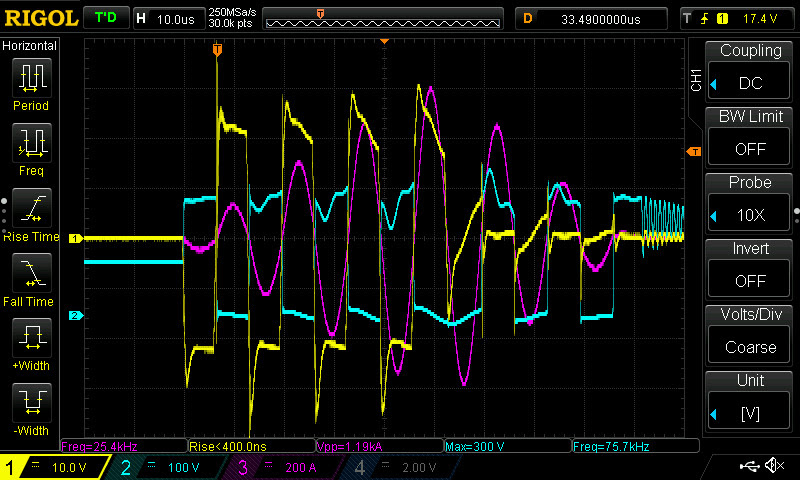 RIGOL T'D H 10.0us 250MSa/s 30.0k pts T D 33.4900000us T 1 17.4 V
Horizontal
Period
Freq
Rise Time
Fall Time
+Width
-Width
T
1
2
T
CH1
Coupling
DC
BW Limit
OFF
Probe
10X
Invert
OFF
Volts/Div
Coarse
Unit
[V]
Freq=25.4kHz Rise<400.0ns Vpp=1.19kA Max=300 V Freq=75.7kHz
1 10.0 V 2 100 V 3 200 A 4 2.00 V